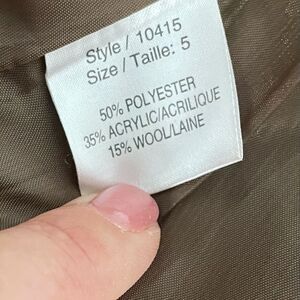 Style / 10415
Size / Taille: 5
50% POLYESTER
35% ACRYLIC/ACRILIQUE
15% WOOL/LAINE